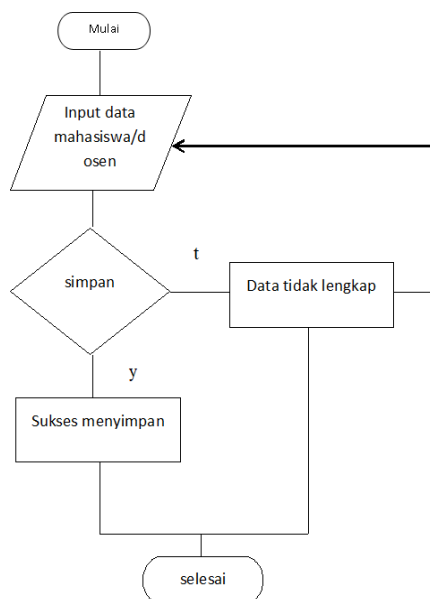 Mulai
Input data
mahasiswa/d
osen
t
simpan
Data tidak lengkap
y
Sukses menyimpan
selesai